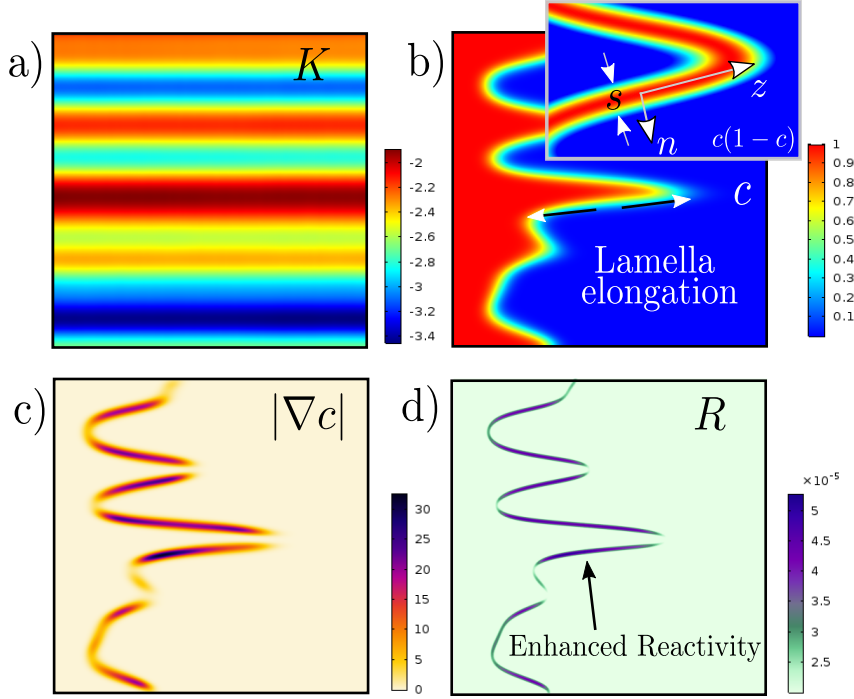 a)
K
-2
-2.2
-2.4
-2.6
-2.8
-3
-3.2
-3.4
b)
s
z
n
c(1 − c)
c
Lamella
elongation
1
0.9
0.8
0.7
0.6
0.5
0.4
0.3
0.2
0.1
c)
|∇c|
30
25
20
15
10
5
0
d)
R
Enhanced Reactivity
×10⁻⁵
5
4.5
4
3.5
3
2.5